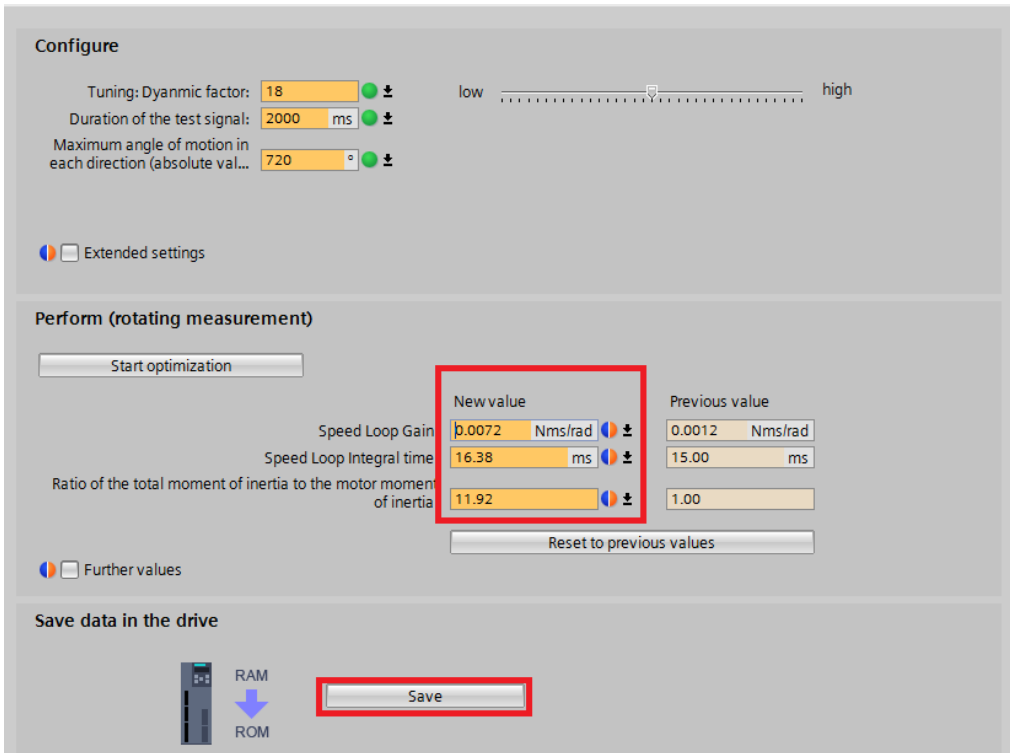 Configure
Tuning: Dyanmic factor: 18 low high
Duration of the test signal: 2000 ms
Maximum angle of motion in
each direction (absolute val... 720 °
Extended settings
Perform (rotating measurement)
Start optimization
New value Previous value
Speed Loop Gain 0.0072 Nms/rad 0.0012 Nms/rad
Speed Loop Integral time 16.38 ms 15.00 ms
Ratio of the total moment of inertia to the motor moment
of inertia 11.92 1.00
Reset to previous values
Further values
Save data in the drive
RAM
Save
ROM